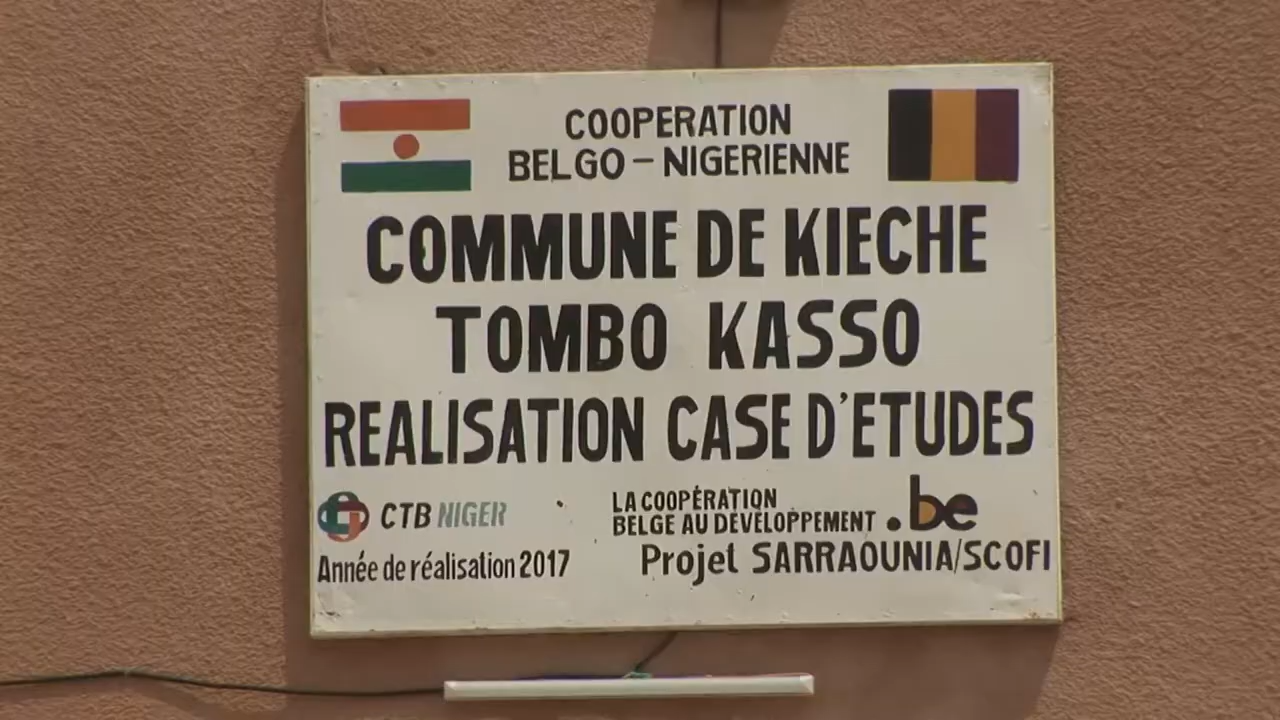 COOPERATION
BELGO - NIGERIENNE
COMMUNE DE KIECHE
TOMBO KASSO
REALISATION CASE D'ETUDES
CTB NIGER
LA COOPÉRATION
BELGE AU DÉVELOPPEMENT .be
Année de réalisation 2017
Projet SARRAOUNIA/SCOFI